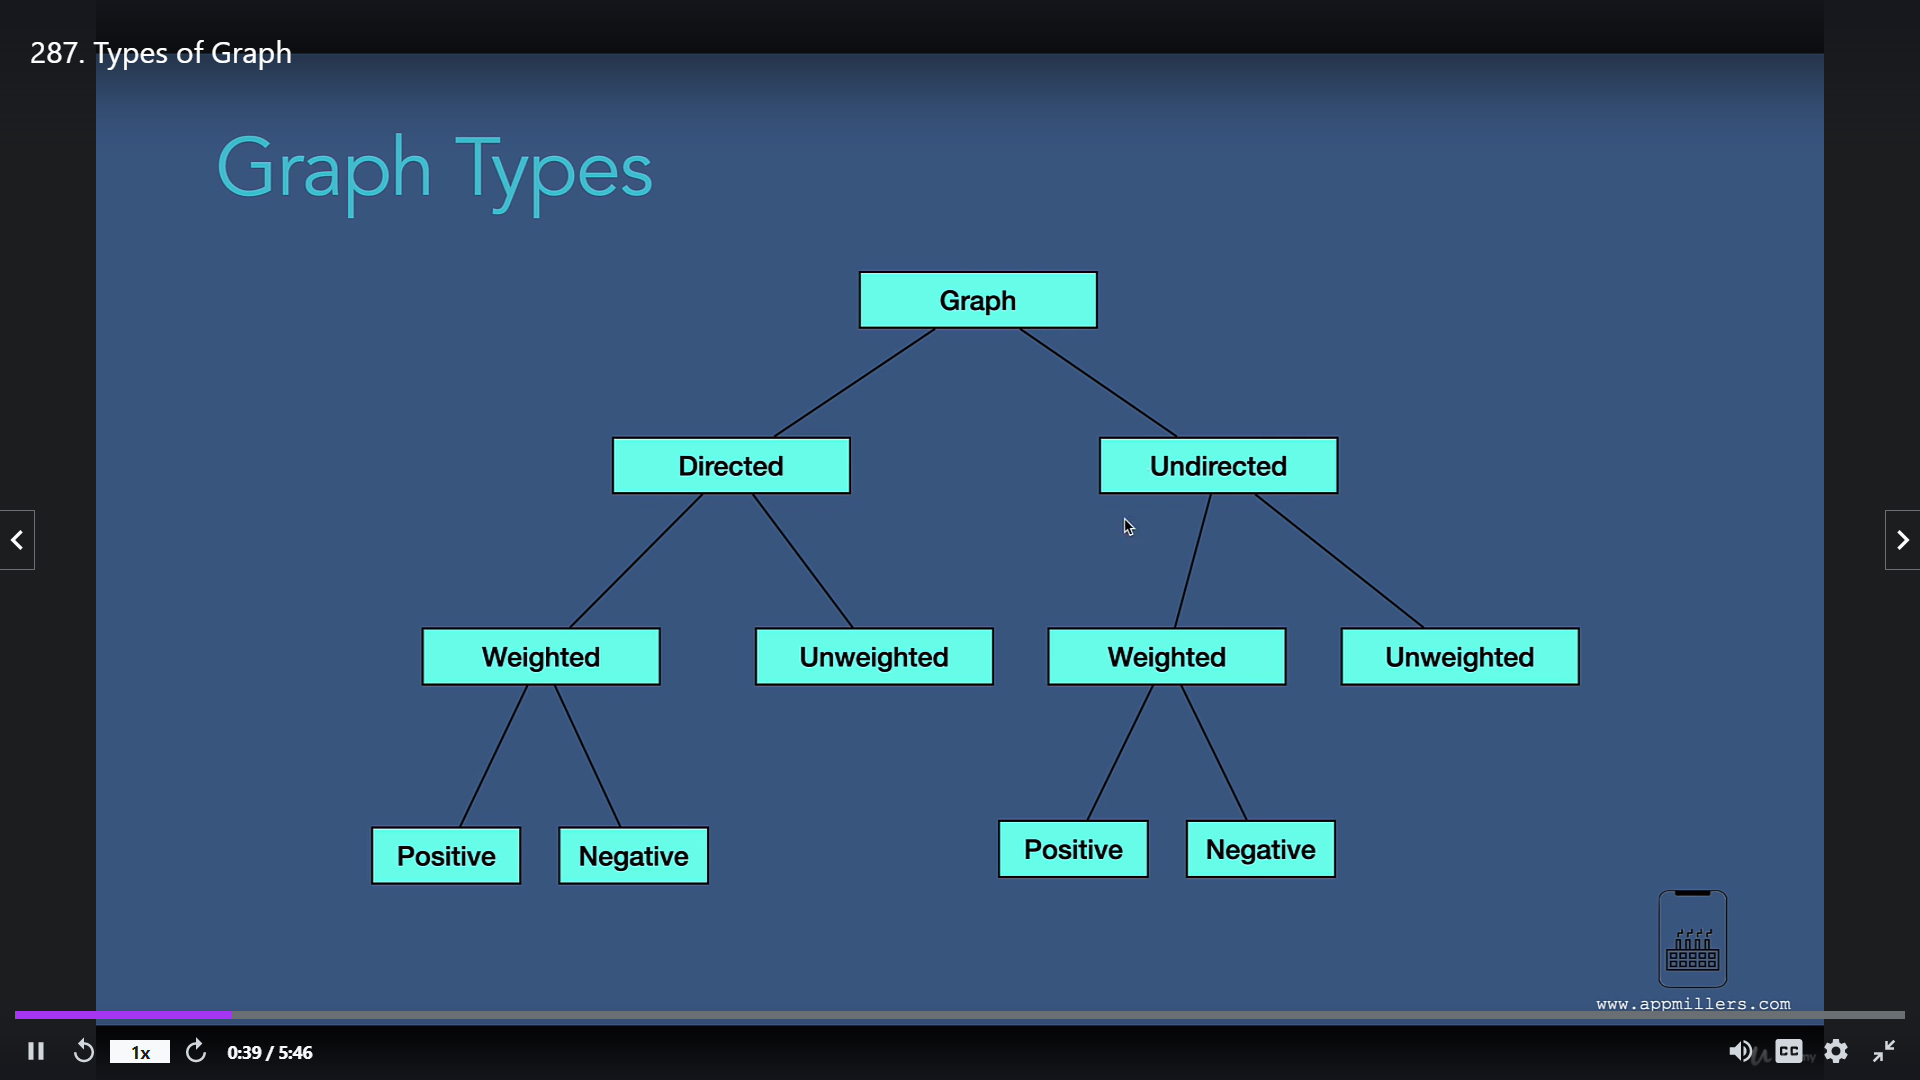 287. Types of Graph
Graph Types
Graph
Directed
Undirected
Weighted
Unweighted
Weighted
Unweighted
Positive
Negative
Positive
Negative
www.appmillers.com
1x
0:39 / 5:46
CC